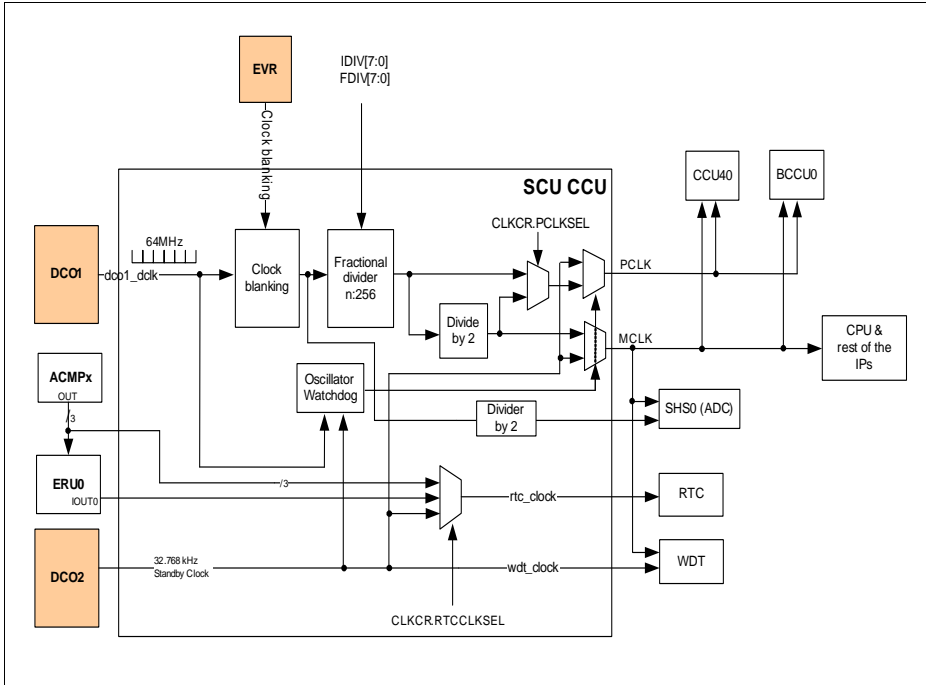 EVR
IDIV[7:0]
FDIV[7:0]
Clock blanking
SCU CCU
CCU40
BCCU0
CLKCR.PCLKSEL
DCO1
64MHz
dco1_dclk
Clock
blanking
Fractional
divider
n:256
PCLK
Divide
by 2
MCLK
CPU &
rest of the
IPs
ACMPx
OUT
/3
Oscillator
Watchdog
Divider
by 2
SHS0 (ADC)
ERU0
IOUT0
/3
rtc_clock
RTC
DCO2
32.768 kHz
Standby Clock
wdt_clock
WDT
CLKCR.RTCCLKSEL